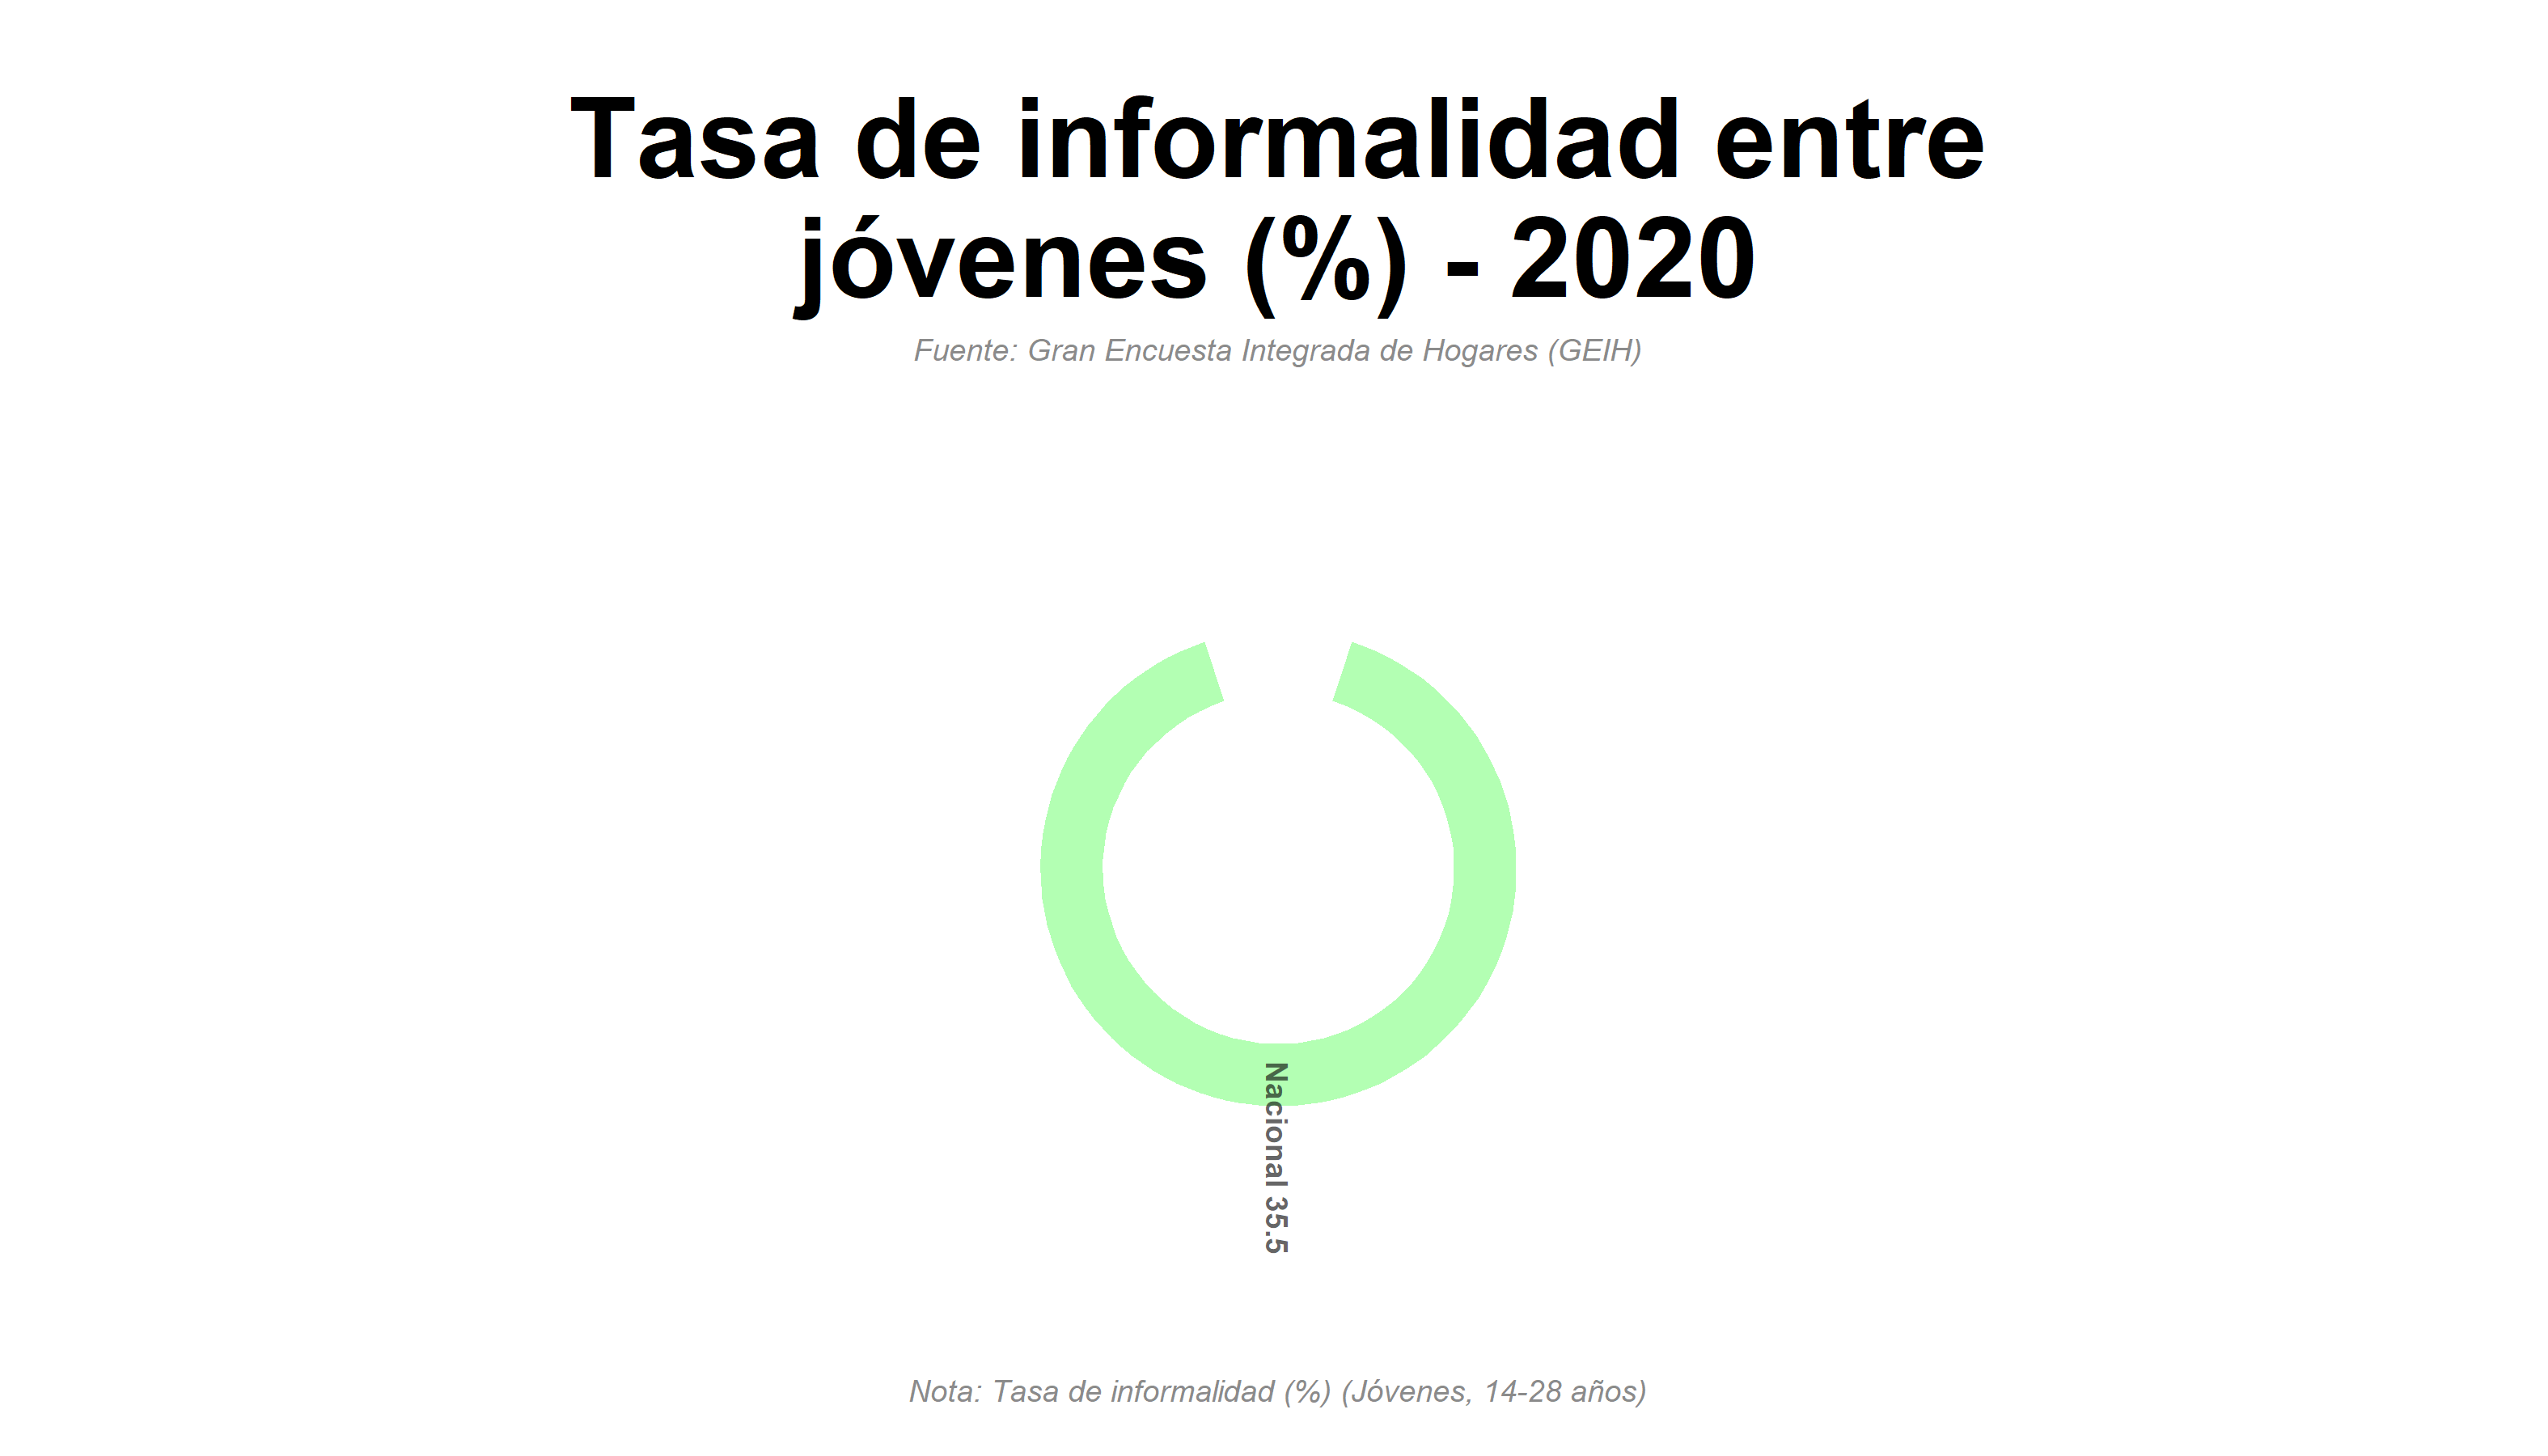 Tasa de informalidad entre
jóvenes (%) - 2020
Fuente: Gran Encuesta Integrada de Hogares (GEIH)
Nacional 35.5
Nota: Tasa de informalidad (%) (Jóvenes, 14-28 años)